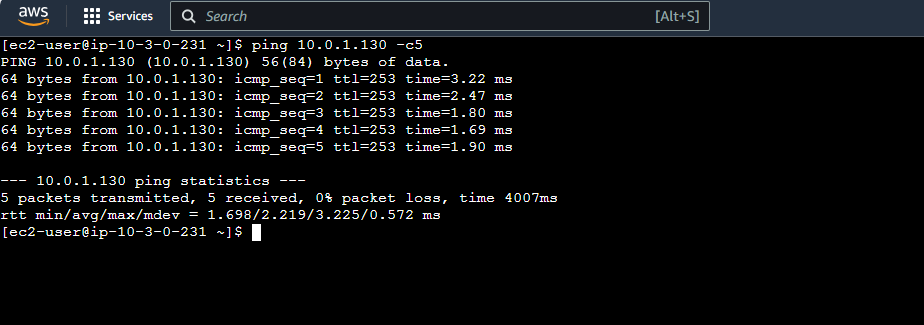 aws Services Search [Alt+S]
[ec2-user@ip-10-3-0-231 ~]$ ping 10.0.1.130 -c5
PING 10.0.1.130 (10.0.1.130) 56(84) bytes of data.
64 bytes from 10.0.1.130: icmp_seq=1 ttl=253 time=3.22 ms
64 bytes from 10.0.1.130: icmp_seq=2 ttl=253 time=2.47 ms
64 bytes from 10.0.1.130: icmp_seq=3 ttl=253 time=1.80 ms
64 bytes from 10.0.1.130: icmp_seq=4 ttl=253 time=1.69 ms
64 bytes from 10.0.1.130: icmp_seq=5 ttl=253 time=1.90 ms
--- 10.0.1.130 ping statistics ---
5 packets transmitted, 5 received, 0% packet loss, time 4007ms
rtt min/avg/max/mdev = 1.698/2.219/3.225/0.572 ms
[ec2-user@ip-10-3-0-231 ~]$